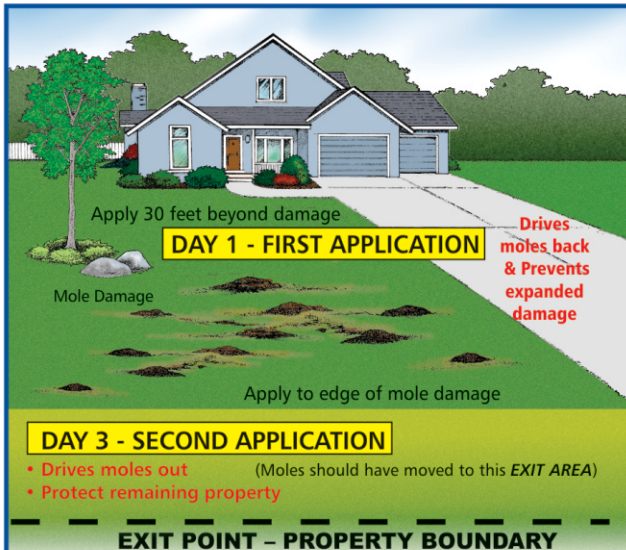 Apply 30 feet beyond damage
DAY 1 - FIRST APPLICATION
Drives
moles back
& Prevents
expanded
damage
Mole Damage
Apply to edge of mole damage
DAY 3 - SECOND APPLICATION
• Drives moles out (Moles should have moved to this EXIT AREA)
• Protect remaining property
EXIT POINT – PROPERTY BOUNDARY